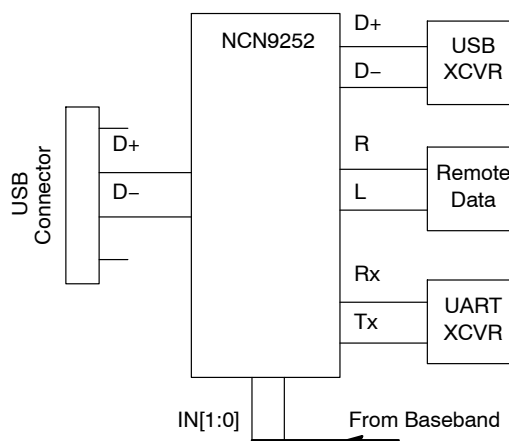 NCN9252
D+
USB
XCVR
D−
D+
D−
USB
Connector
R
L
Remote
Data
Rx
Tx
UART
XCVR
IN[1:0]
From Baseband